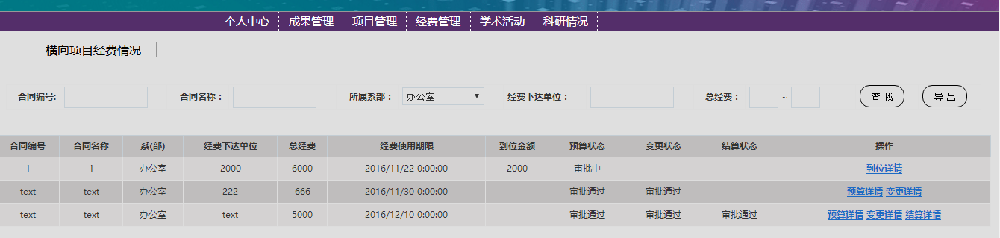 个人中心 成果管理 项目管理 经费管理 学术活动 科研情况
横向项目经费情况
合同编号: 合同名称： 所属系部： 办公室 经费下达单位： 总经费： ~ 查 找 导 出
合同编号 合同名称 系(部) 经费下达单位 总经费 经费使用期限 到位金额 预算状态 变更状态 结算状态 操作
1 1 办公室 2000 6000 2016/11/22 0:00:00 2000 审批中 到位详情
text text 办公室 222 666 2016/11/30 0:00:00 审批通过 审批通过 预算详情 变更详情
text text 办公室 text 5000 2016/12/10 0:00:00 审批通过 审批通过 审批通过 预算详情 变更详情 结算详情